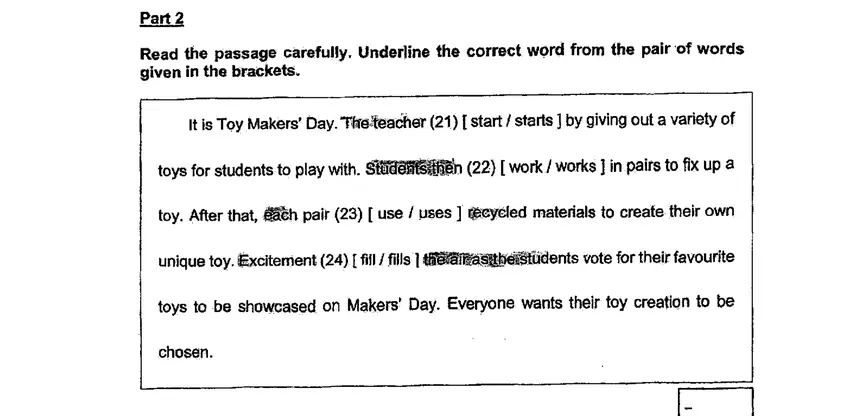 Part 2
Read the passage carefully. Underline the correct word from the pair of words
given in the brackets.
It is Toy Makers' Day. The teacher (21) [ start / starts ] by giving out a variety of
toys for students to play with. Students then (22) [ work / works ] in pairs to fix up a
toy. After that, each pair (23) [ use / uses ] recycled materials to create their own
unique toy. Excitement (24) [ fill / fills ] the air as the students vote for their favourite
toys to be showcased on Makers' Day. Everyone wants their toy creation to be
chosen.